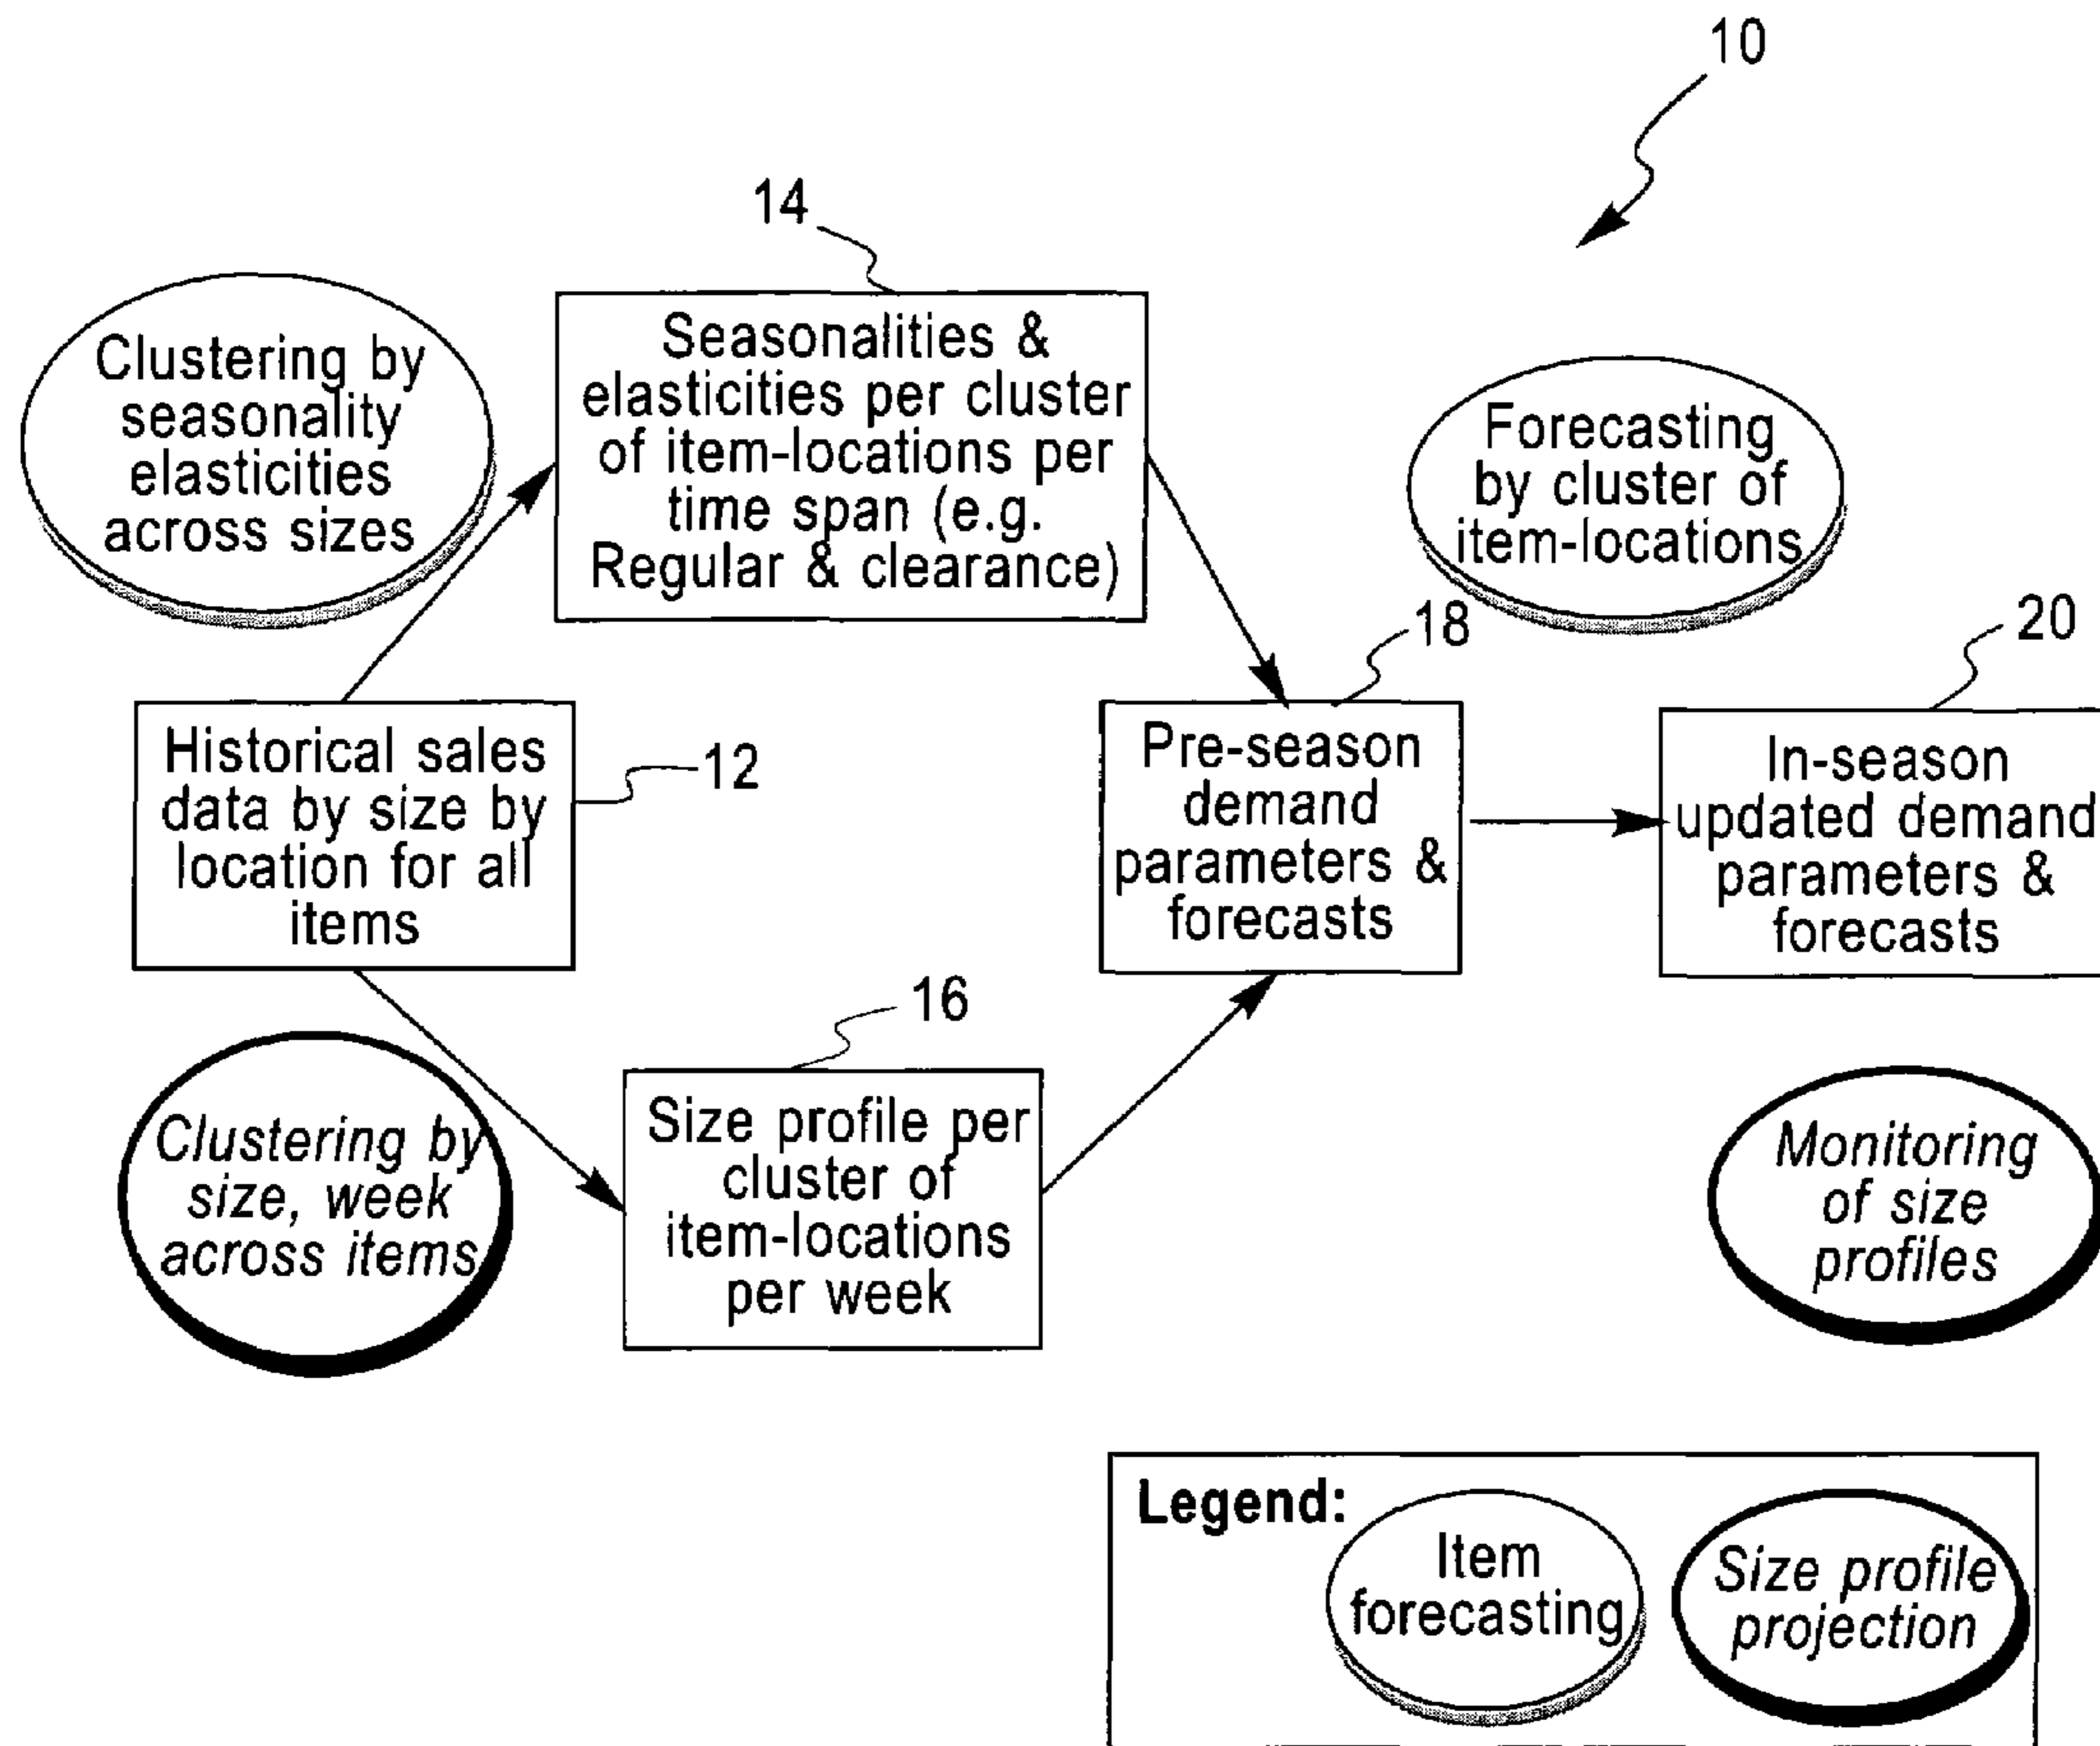 10
14
Clustering by
seasonality
elasticities
across sizes
Seasonalities &
elasticities per cluster
of item-locations per
time span (e.g.
Regular & clearance)
Forecasting
by cluster of
item-locations
18
20
Historical sales
data by size by
location for all
items
12
Pre-season
demand
parameters &
forecasts
In-season
updated demand
parameters &
forecasts
16
Clustering by
size, week
across items
Size profile per
cluster of
item-locations
per week
Monitoring
of size
profiles
Legend:
Item
forecasting
Size profile
projection